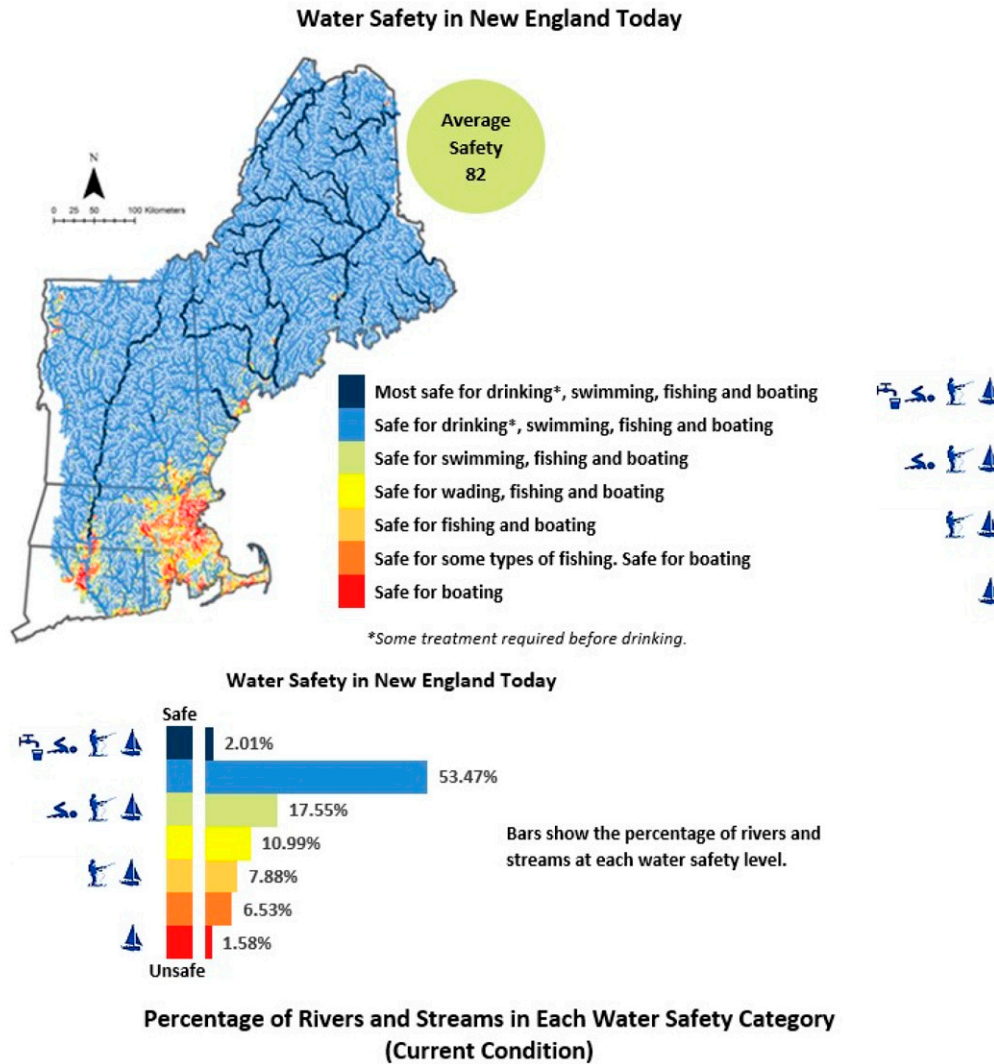 Water Safety in New England Today
Average
Safety
82
N
0 25 50 100 Kilometers
Most safe for drinking*, swimming, fishing and boating
Safe for drinking*, swimming, fishing and boating
Safe for swimming, fishing and boating
Safe for wading, fishing and boating
Safe for fishing and boating
Safe for some types of fishing. Safe for boating
Safe for boating
*Some treatment required before drinking.
Water Safety in New England Today
Safe
2.01%
53.47%
17.55%
10.99%
7.88%
6.53%
1.58%
Unsafe
Bars show the percentage of rivers and
streams at each water safety level.
Percentage of Rivers and Streams in Each Water Safety Category
(Current Condition)